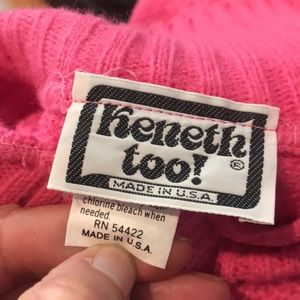 Keneth
too!®
MADE IN U.S.A.
chlorine bleach when
needed.
RN 54422
MADE IN U.S.A.